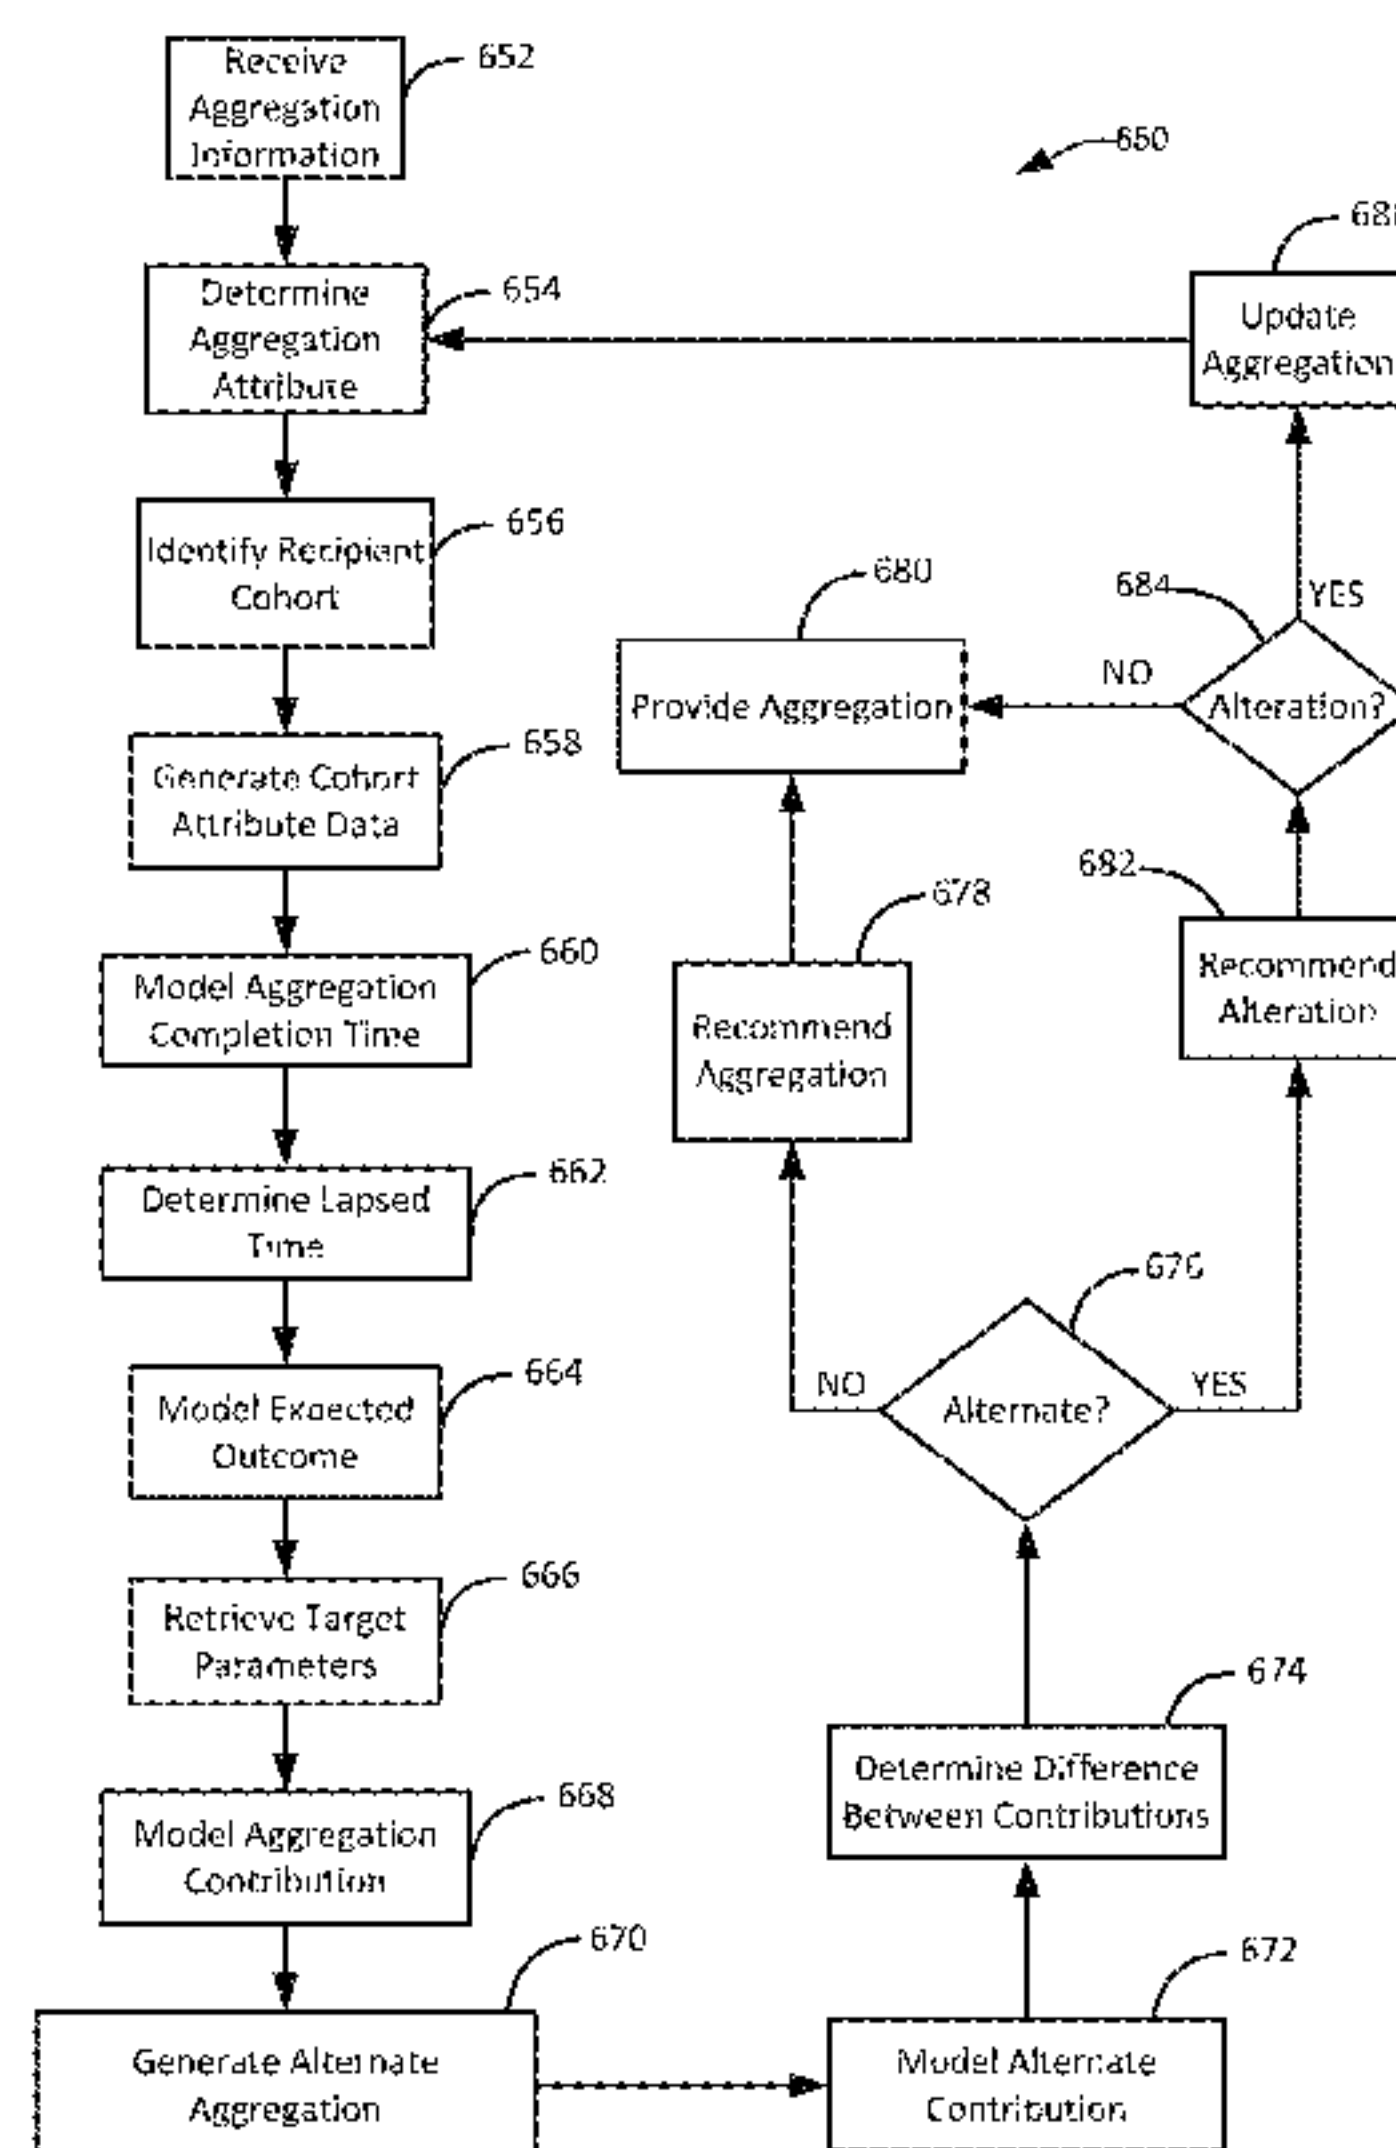 Receive
Aggregation
Information
652
650
Determine
Aggregation
Attribute
654
Update
Aggregation
Identify Recipient
Cohort
656
680
Provide Aggregation
684
YES
NO
Alteration?
Generate Cohort
Attribute Data
658
682
678
Model Aggregation
Completion Time
660
Recommend
Aggregation
Recommend
Alteration
Determine Lapsed
Time
662
676
NO
Alternate?
YES
Model Expected
Outcome
664
Retrieve Target
Parameters
666
674
Determine Difference
Between Contributions
Model Aggregation
Contribution
668
670
672
Generate Alternate
Aggregation
Model Alternate
Contribution